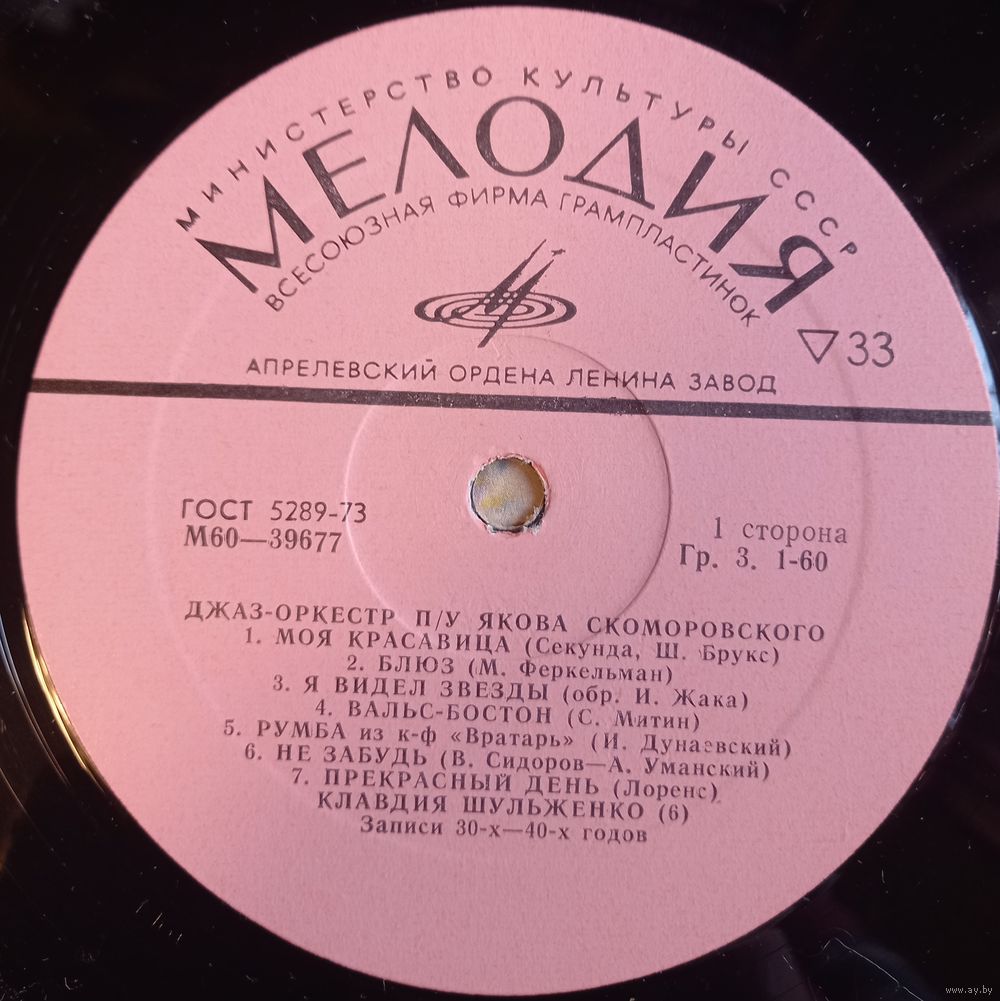 МИНИСТЕРСТВО КУЛЬТУРЫ СССР
МЕЛОДИЯ
ВСЕСОЮЗНАЯ ФИРМА ГРАМПЛАСТИНОК
33
АПРЕЛЕВСКИЙ ОРДЕНА ЛЕНИНА ЗАВОД
ГОСТ 5289-73
М60—39677
1 сторона
Гр. 3. 1-60
ДЖАЗ-ОРКЕСТР П/У ЯКОВА СКОМОРОВСКОГО
1. МОЯ КРАСАВИЦА (Секунда, Ш. Брукс)
2. БЛЮЗ (М. Феркельман)
3. Я ВИДЕЛ ЗВЕЗДЫ (обр. И. Жака)
4. ВАЛЬС-БОСТОН (С. Митин)
5. РУМБА из к-ф «Вратарь» (И. Дунаевский)
6. НЕ ЗАБУДЬ (В. Сидоров—А. Уманский)
7. ПРЕКРАСНЫЙ ДЕНЬ (Лоренс)
КЛАВДИЯ ШУЛЬЖЕНКО (6)
Записи 30-х—40-х годов
www.ay.by